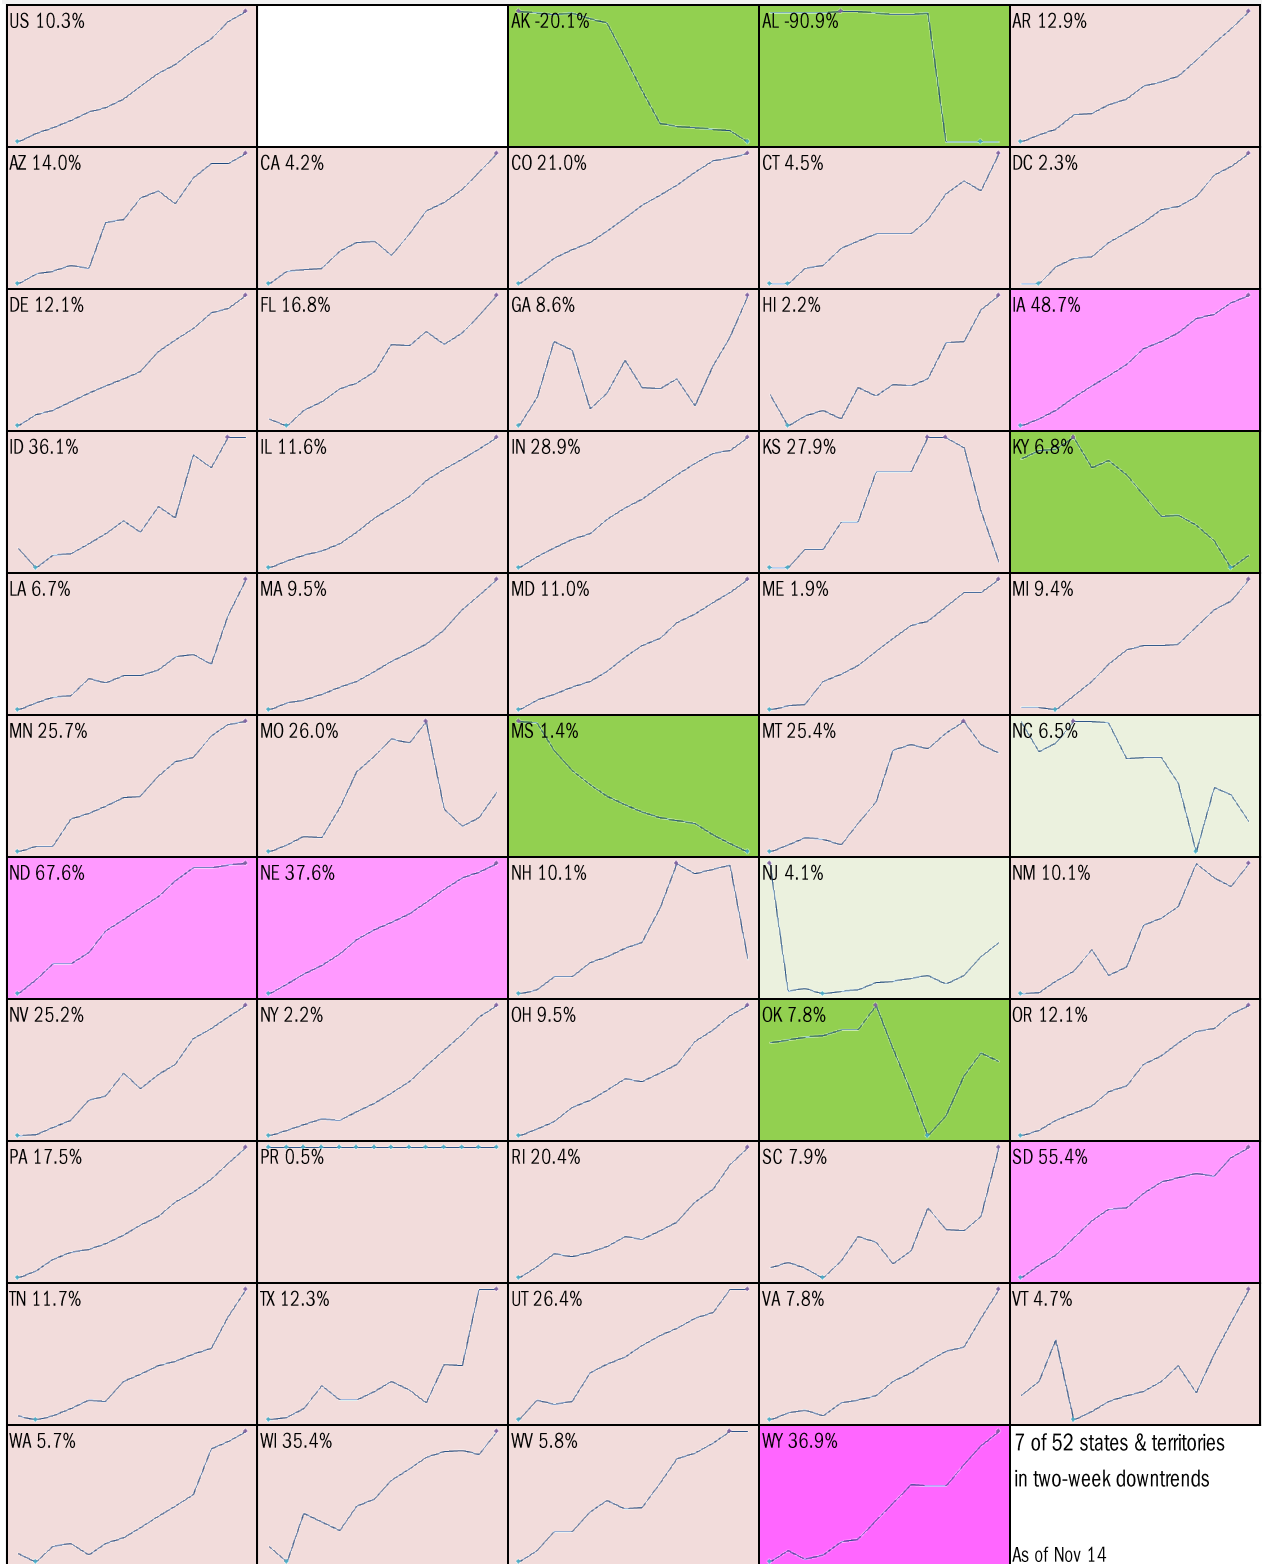 US 10.3%
AK -20.1%
AL -90.9%
AR 12.9%
AZ 14.0%
CA 4.2%
CO 21.0%
CT 4.5%
DC 2.3%
DE 12.1%
FL 16.8%
GA 8.6%
HI 2.2%
IA 48.7%
ID 36.1%
IL 11.6%
IN 28.9%
KS 27.9%
KY 6.8%
LA 6.7%
MA 9.5%
MD 11.0%
ME 1.9%
MI 9.4%
MN 25.7%
MO 26.0%
MS 1.4%
MT 25.4%
NC 6.5%
ND 67.6%
NE 37.6%
NH 10.1%
NJ 4.1%
NM 10.1%
NV 25.2%
NY 2.2%
OH 9.5%
OK 7.8%
OR 12.1%
PA 17.5%
PR 0.5%
RI 20.4%
SC 7.9%
SD 55.4%
TN 11.7%
TX 12.3%
UT 26.4%
VA 7.8%
VT 4.7%
WA 5.7%
WI 35.4%
WV 5.8%
WY 36.9%
7 of 52 states & territories
in two-week downtrends
As of Nov 14